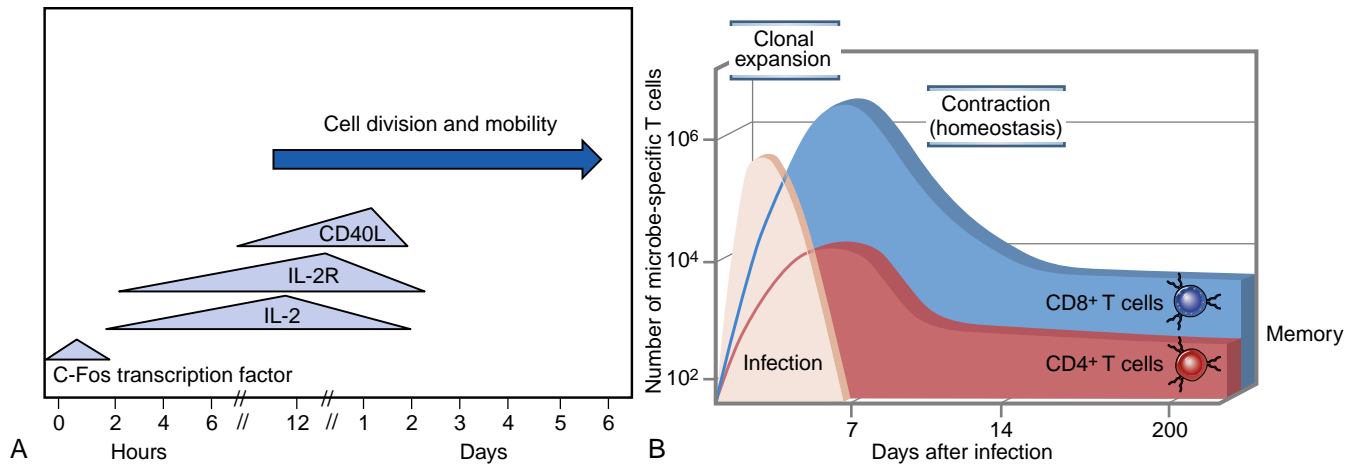 Cell division and mobility
CD40L
IL-2R
IL-2
C-Fos transcription factor
0 2 4 6 // 12 // 1 2 3 4 5 6
Hours Days
A
Clonal
expansion
Contraction
(homeostasis)
Number of microbe-specific T cells
10⁶
10⁴
10²
Infection
CD8⁺ T cells
CD4⁺ T cells
Memory
7 14 200
Days after infection
B